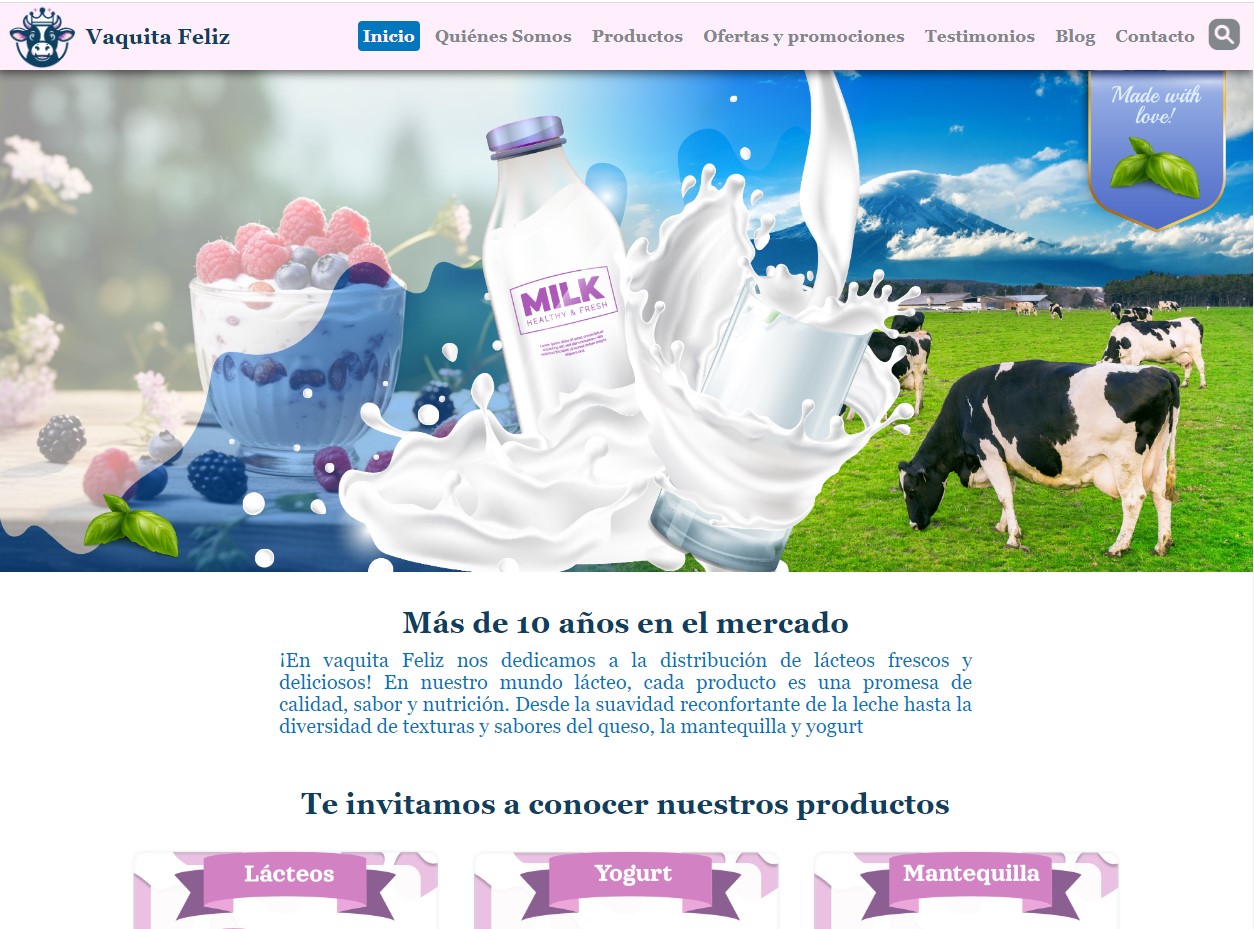 Vaquita Feliz
Inicio
Quiénes Somos
Productos
Ofertas y promociones
Testimonios
Blog
Contacto
Made with
love!
MILK
HEALTHY & FRESH
Más de 10 años en el mercado
¡En vaquita Feliz nos dedicamos a la distribución de lácteos frescos y
deliciosos! En nuestro mundo lácteo, cada producto es una promesa de
calidad, sabor y nutrición. Desde la suavidad reconfortante de la leche hasta la
diversidad de texturas y sabores del queso, la mantequilla y yogurt
Te invitamos a conocer nuestros productos
Lácteos
Yogurt
Mantequilla